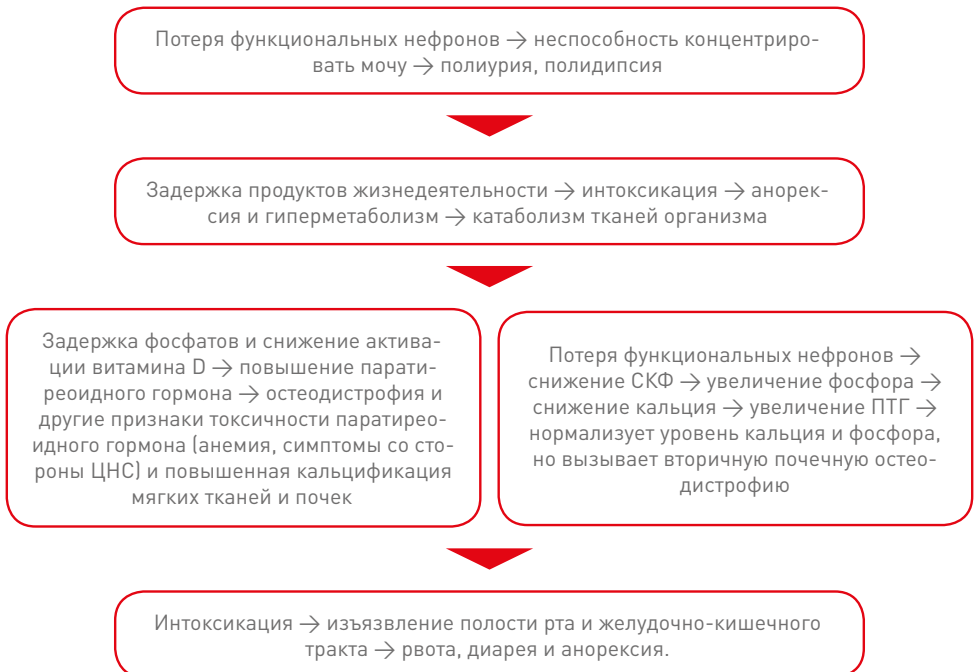 Потеря функциональных нефронов → неспособность концентриро-
вать мочу → полиурия, полидипсия
Задержка продуктов жизнедеятельности → интоксикация → анорек-
сия и гиперметаболизм → катаболизм тканей организма
Задержка фосфатов и снижение актива-
ции витамина D → повышение парати-
реоидного гормона → остеодистрофия и
другие признаки токсичности паратирео-
идного гормона (анемия, симптомы со сто-
роны ЦНС) и повышенная кальцификация
мягких тканей и почек
Потеря функциональных нефронов →
снижение СКФ → увеличение фосфора →
снижение кальция → увеличение ПТГ →
нормализует уровень кальция и фосфора,
но вызывает вторичную почечную остео-
дистрофию
Интоксикация → изъязвление полости рта и желудочно-кишечного
тракта → рвота, диарея и анорексия.